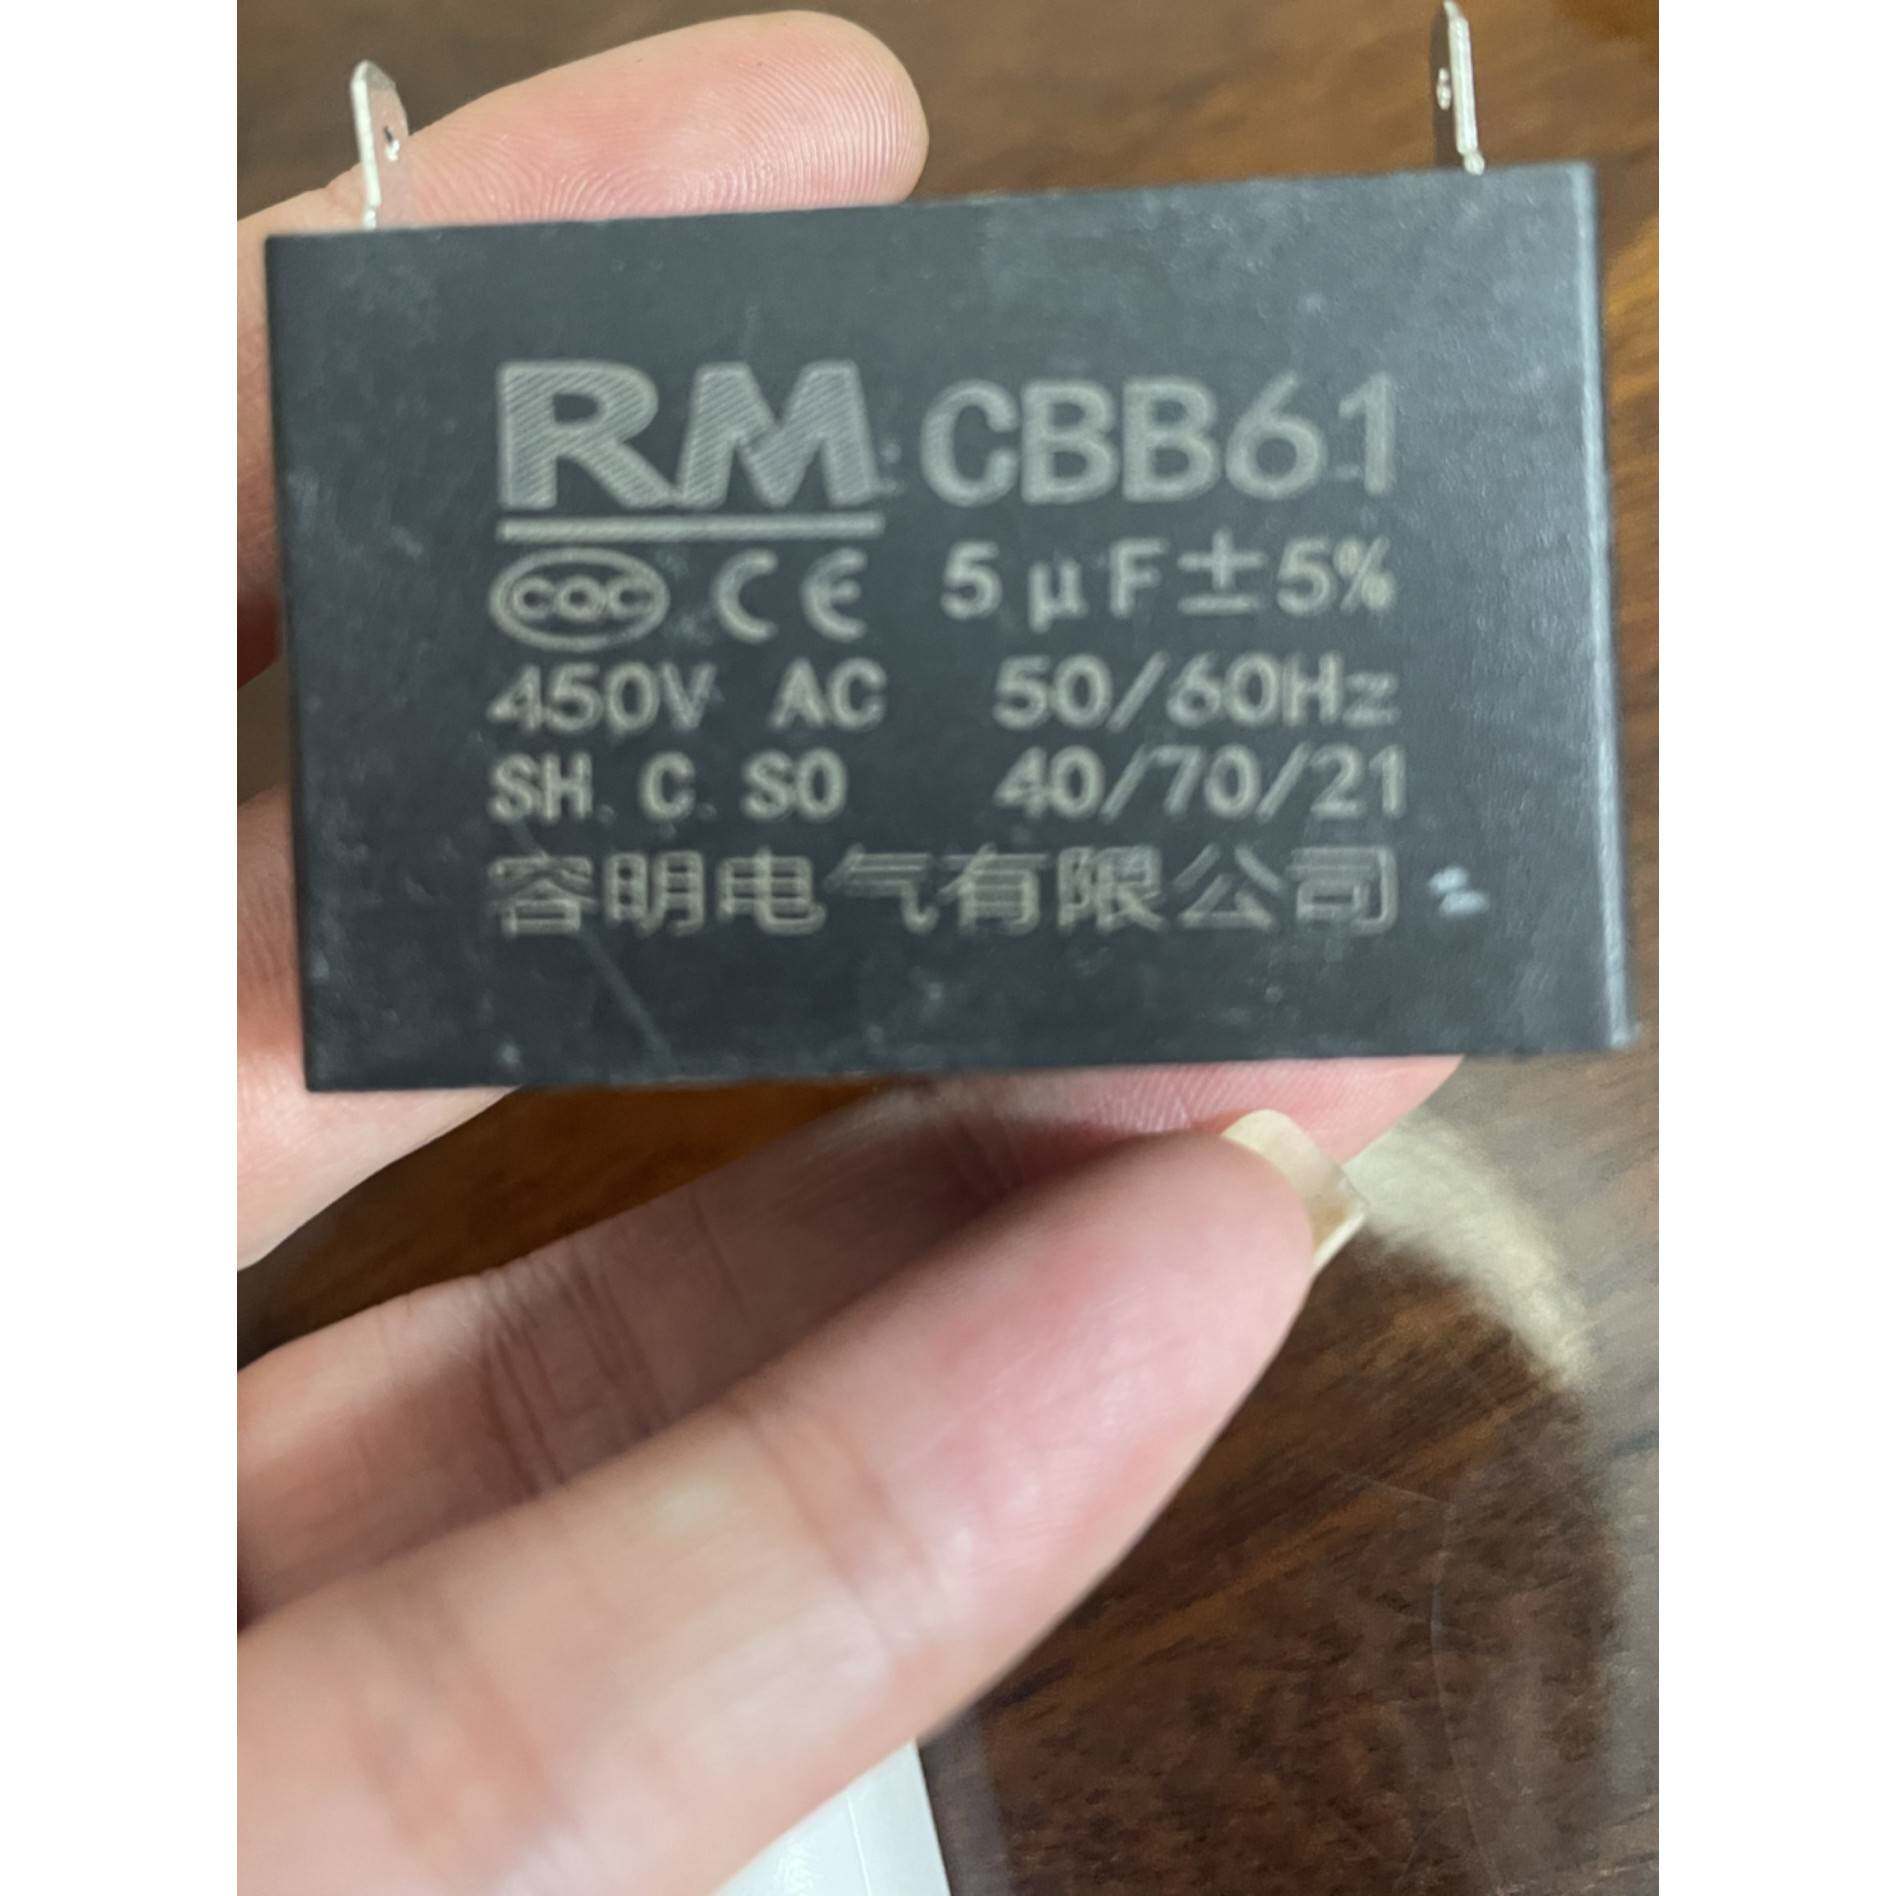 RM CBB61
CQC CE 5μF±5%
450V AC 50/60Hz
SH.C.S0 40/70/21
容明电气有限公司